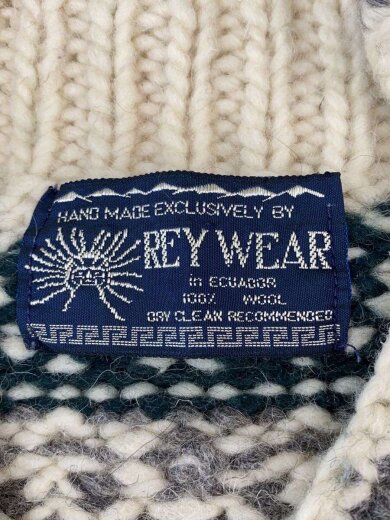 HAND MADE EXCLUSIVELY BY
REY WEAR
in ECUADOR
100% WOOL
DRY CLEAN RECOMMENDED